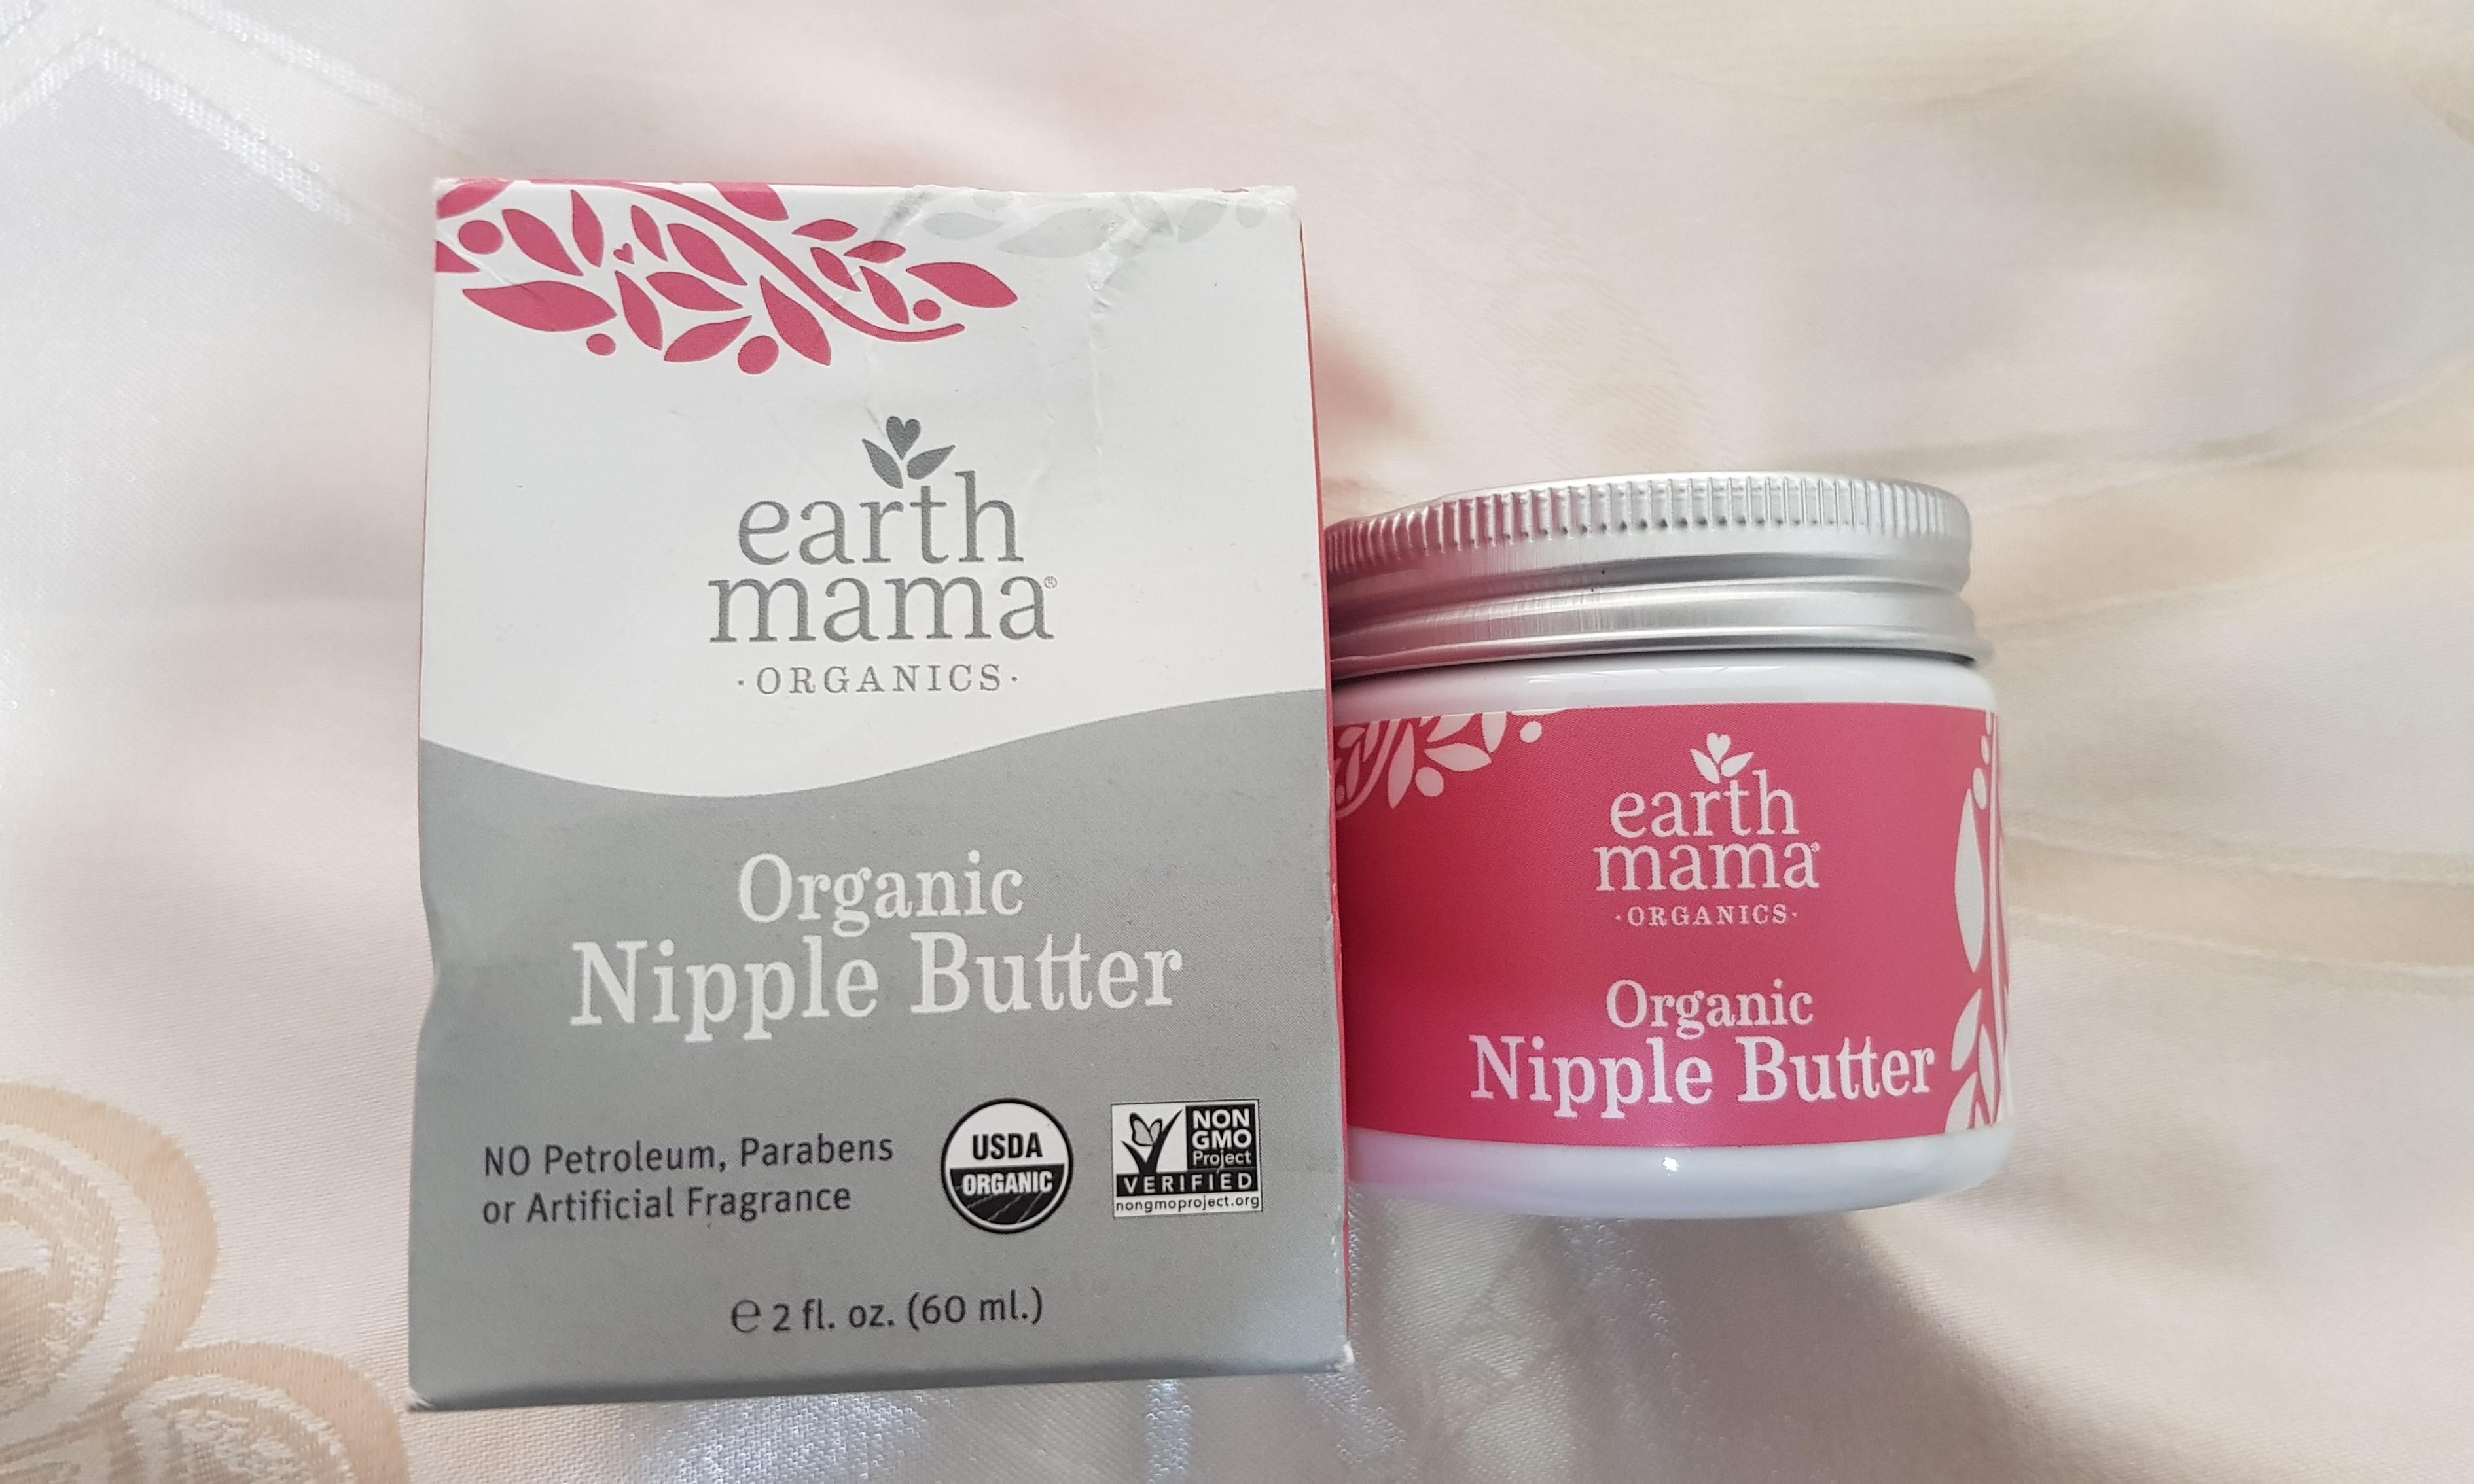 earth
mama®
·ORGANICS·
Organic
Nipple Butter
NO Petroleum, Parabens
or Artificial Fragrance
USDA
ORGANIC
NON
GMO
Project
VERIFIED
nongmoproject.org
℮ 2 fl. oz. (60 ml.)
earth
mama®
·ORGANICS·
Organic
Nipple Butter